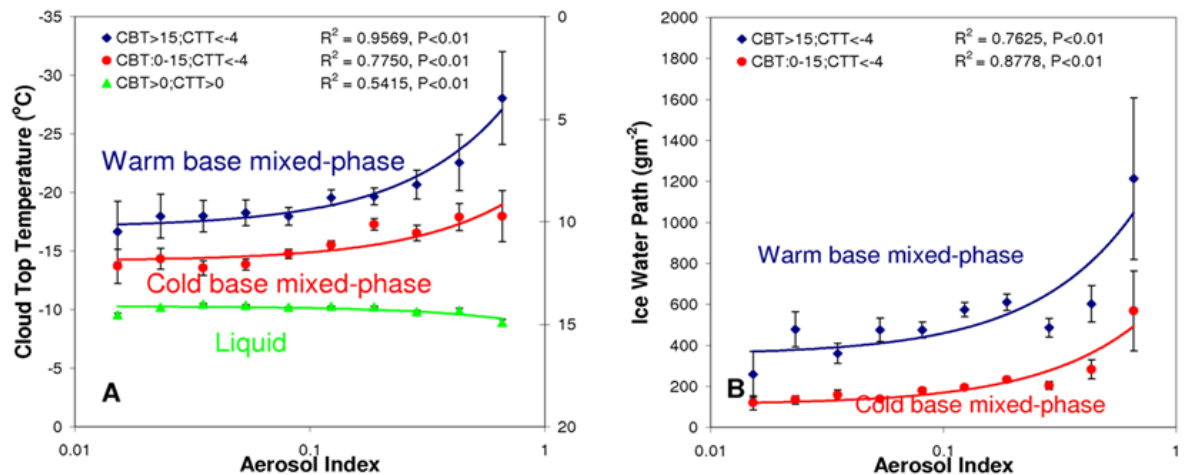 CBT>15;CTT<-4 R² = 0.9569, P<0.01
CBT:0-15;CTT<-4 R² = 0.7750, P<0.01
CBT>0;CTT>0 R² = 0.5415, P<0.01
Warm base mixed-phase
Cold base mixed-phase
Liquid
A
Cloud Top Temperature (°C)
-35
-30
-25
-20
-15
-10
-5
0
0
5
10
15
20
0.01
0.1
1
Aerosol Index
CBT>15;CTT<-4 R² = 0.7625, P<0.01
CBT:0-15;CTT<-4 R² = 0.8778, P<0.01
Warm base mixed-phase
Cold base mixed-phase
B
Ice Water Path (gm⁻²)
2000
1800
1600
1400
1200
1000
800
600
400
200
0
0.01
0.1
1
Aerosol Index